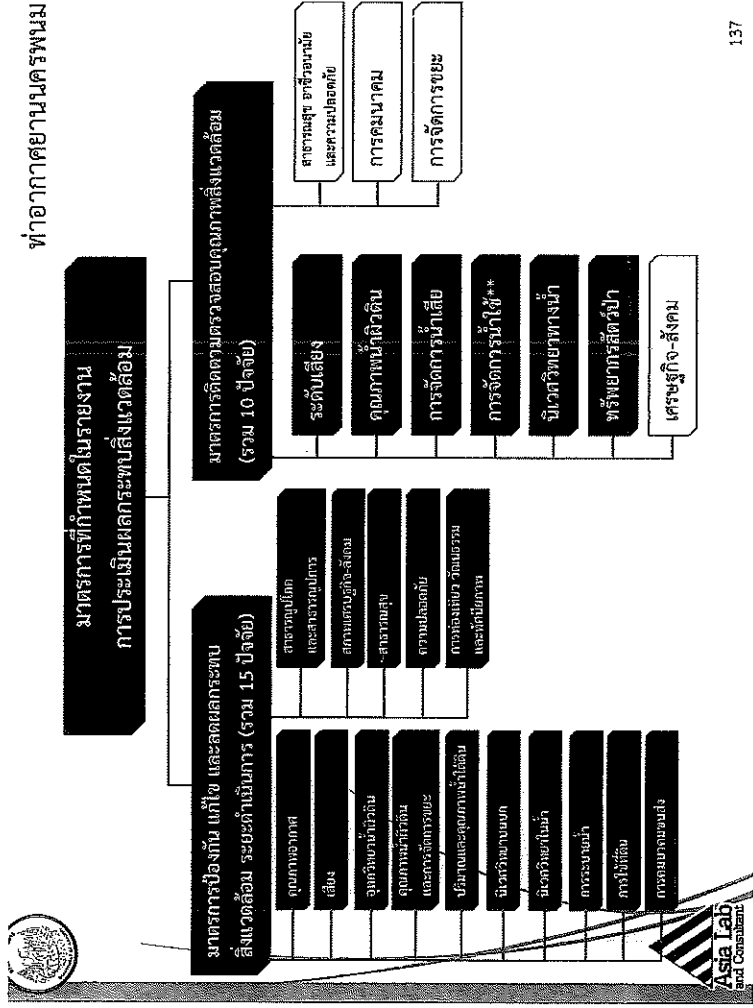 ท่าอากาศยานนครพนม
มาตรการที่กำหนดในรายงาน
การประเมินผลกระทบสิ่งแวดล้อม
มาตรการป้องกัน แก้ไข และลดผลกระทบ
สิ่งแวดล้อม ระยะดำเนินการ (รวม 15 ปัจจัย)
คุณภาพอากาศ
เสียง
อุทกวิทยาน้ำผิวดิน
คุณภาพน้ำผิวดิน
และการจัดการขยะ
ปริมาณและคุณภาพน้ำใต้ดิน
นิเวศวิทยาบนบก
นิเวศวิทยาในน้ำ
การระบายน้ำ
การใช้ที่ดิน
การคมนาคมขนส่ง
สาธารณูปโภค
และสาธารณูปการ
สภาพเศรษฐกิจ-สังคม
สาธารณสุข
ความปลอดภัย
การท่องเที่ยว วัฒนธรรม
และทัศนียภาพ
มาตรการติดตามตรวจสอบคุณภาพสิ่งแวดล้อม
(รวม 10 ปัจจัย)
ระดับเสียง
คุณภาพน้ำผิวดิน
การจัดการน้ำเสีย
การจัดการน้ำใช้**
นิเวศวิทยาทางน้ำ
ทรัพยากรสัตว์ป่า
เศรษฐกิจ-สังคม
สาธารณสุข อาชีวอนามัย
และความปลอดภัย
การคมนาคม
การจัดการขยะ
Asia Lab
and Consultant
137